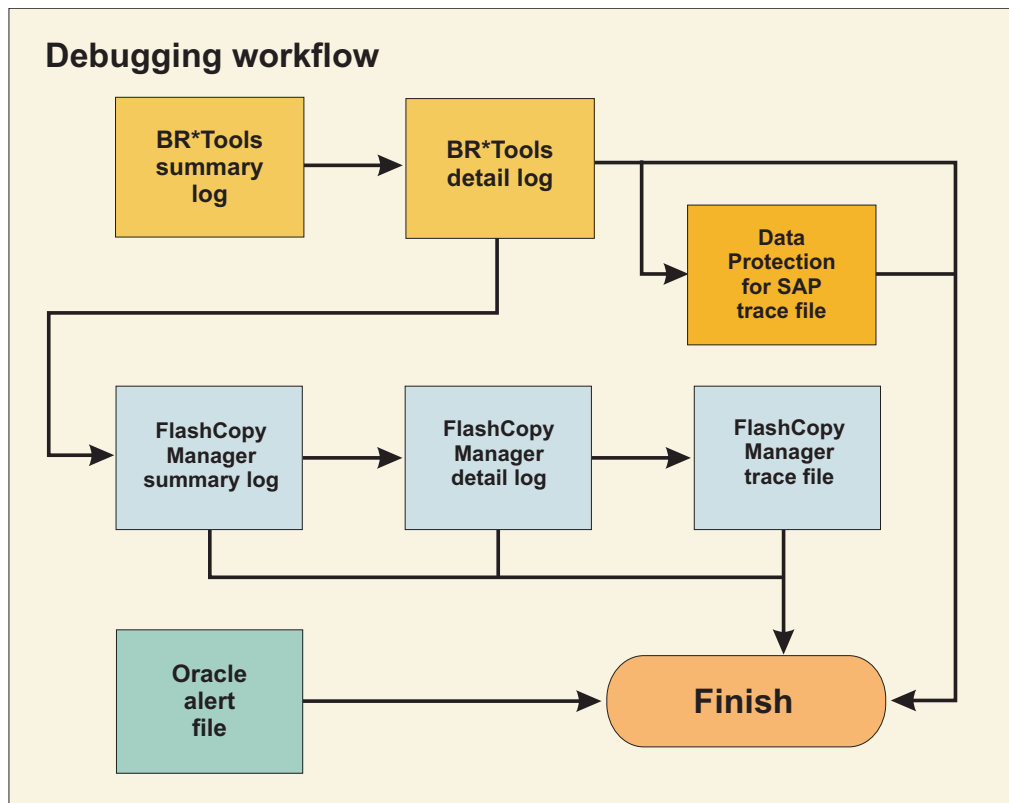 Debugging workflow
BR*Tools
summary
log
BR*Tools
detail log
Data
Protection
for SAP
trace file
FlashCopy
Manager
summary log
FlashCopy
Manager
detail log
FlashCopy
Manager
trace file
Oracle
alert
file
Finish